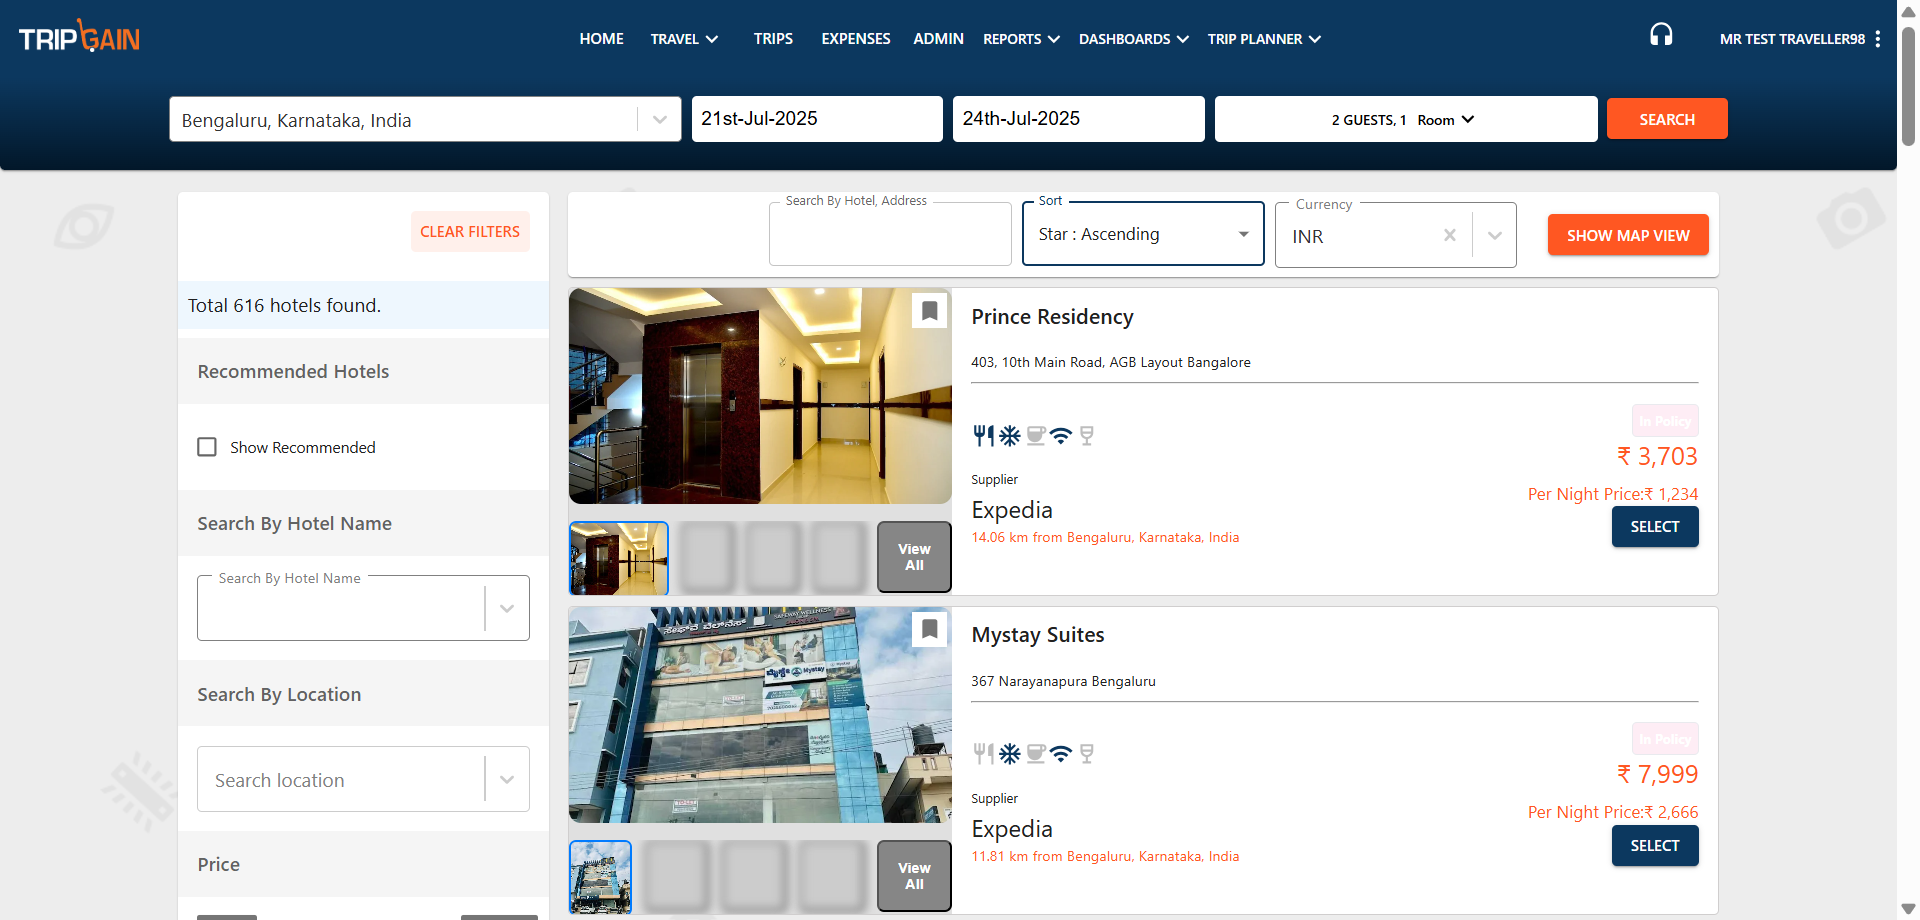 TRIPGAIN
HOME
TRAVEL
TRIPS
EXPENSES
ADMIN
REPORTS
DASHBOARDS
TRIP PLANNER
MR TEST TRAVELLER98
Bengaluru, Karnataka, India
21st-Jul-2025
24th-Jul-2025
2 GUESTS, 1 Room
SEARCH
CLEAR FILTERS
Total 616 hotels found.
Recommended Hotels
Show Recommended
Search By Hotel Name
Search By Hotel Name
Search By Location
Search location
Price
Search By Hotel, Address
Sort
Star : Ascending
Currency
INR
SHOW MAP VIEW
Prince Residency
403, 10th Main Road, AGB Layout Bangalore
In Policy
₹ 3,703
Supplier
Per Night Price:₹ 1,234
Expedia
SELECT
14.06 km from Bengaluru, Karnataka, India
View
All
SAFEWAY WELLNESS
Mystay
Mystay Suites
367 Narayanapura Bengaluru
In Policy
₹ 7,999
Supplier
Per Night Price:₹ 2,666
Expedia
SELECT
11.81 km from Bengaluru, Karnataka, India
View
All